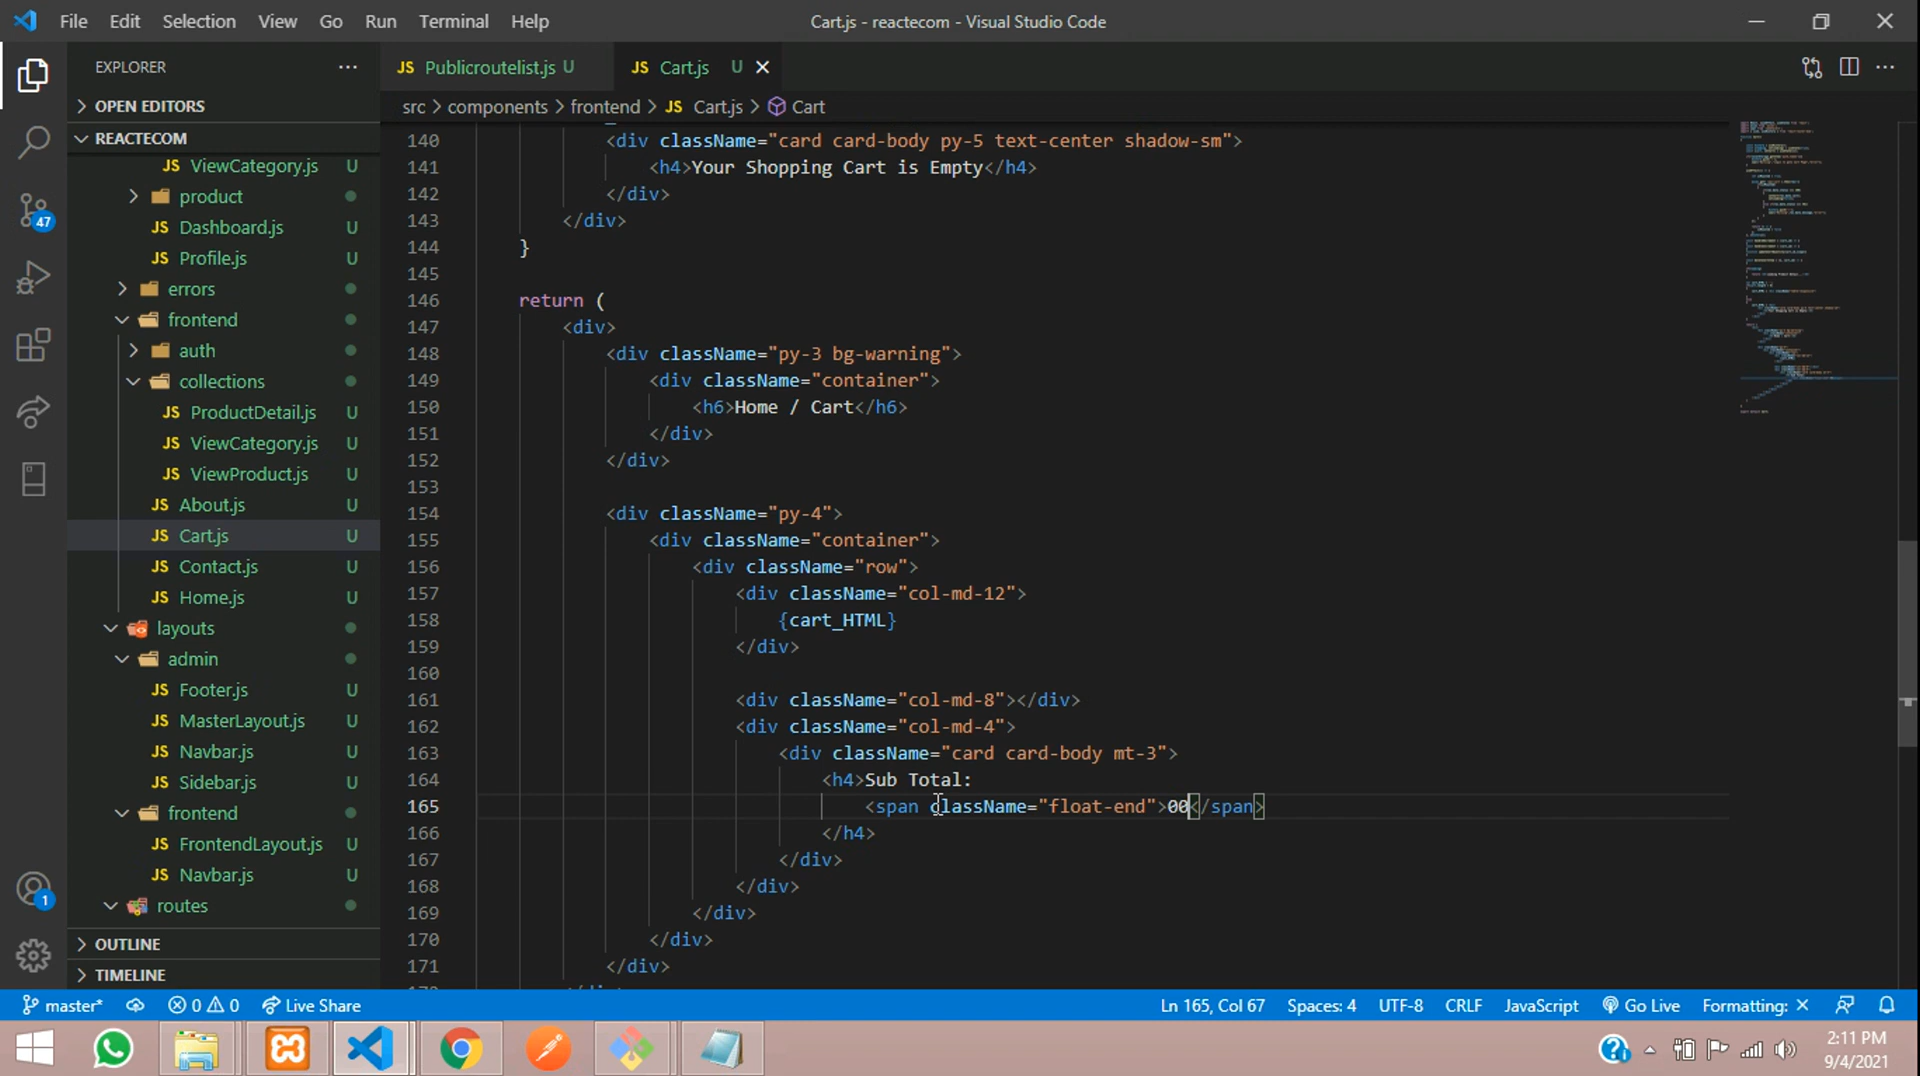 File Edit Selection View Go Run Terminal Help
Cart.js - reactecom - Visual Studio Code
EXPLORER
JS Publicroutelist.js U
JS Cart.js U
OPEN EDITORS
src > components > frontend > JS Cart.js > Cart
REACTECOM
JS ViewCategory.js U
product
JS Dashboard.js U
JS Profile.js U
errors
frontend
auth
collections
JS ProductDetail.js U
JS ViewCategory.js U
JS ViewProduct.js U
JS About.js U
JS Cart.js U
JS Contact.js U
JS Home.js U
layouts
admin
JS Footer.js U
JS MasterLayout.js U
JS Navbar.js U
JS Sidebar.js U
frontend
JS FrontendLayout.js U
JS Navbar.js U
routes
OUTLINE
TIMELINE
47
1
140 <div className="card card-body py-5 text-center shadow-sm">
141 <h4>Your Shopping Cart is Empty</h4>
142 </div>
143 </div>
144 }
145
146 return (
147 <div>
148 <div className="py-3 bg-warning">
149 <div className="container">
150 <h6>Home / Cart</h6>
151 </div>
152 </div>
153
154 <div className="py-4">
155 <div className="container">
156 <div className="row">
157 <div className="col-md-12">
158 {cart_HTML}
159 </div>
160
161 <div className="col-md-8"></div>
162 <div className="col-md-4">
163 <div className="card card-body mt-3">
164 <h4>Sub Total:
165 <span className="float-end">00</span>
166 </h4>
167 </div>
168 </div>
169 </div>
170 </div>
171 </div>
master* 0 0 Live Share
Ln 165, Col 67 Spaces: 4 UTF-8 CRLF JavaScript Go Live Formatting: ×
2:11 PM
9/4/2021